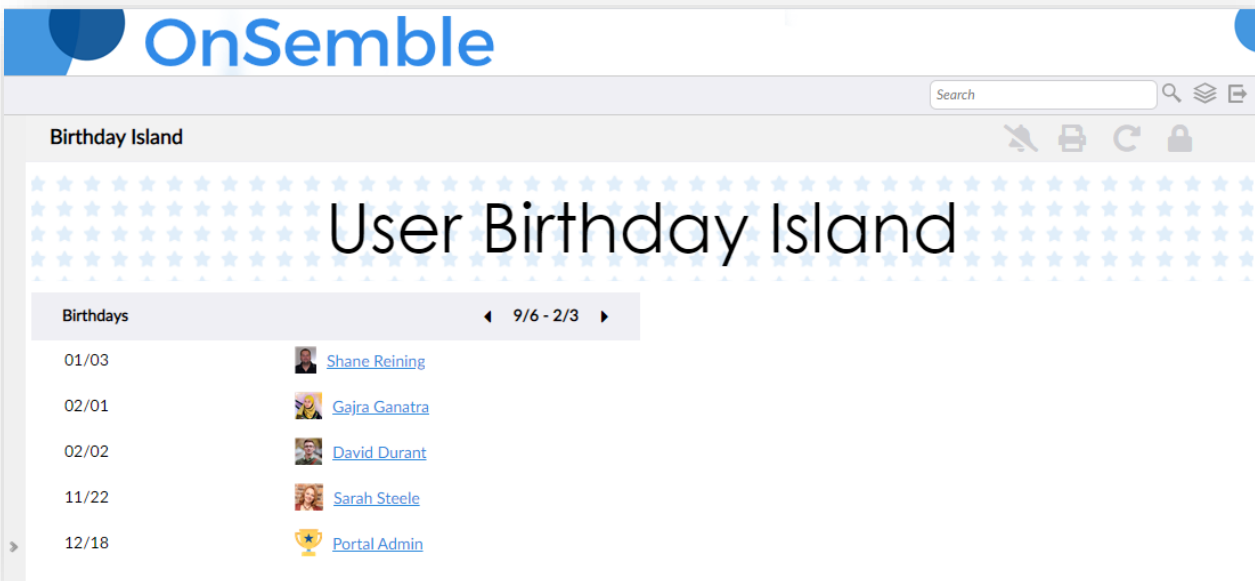 OnSemble
Search
Birthday Island
User Birthday Island
Birthdays 9/6 - 2/3
01/03 Shane Reining
02/01 Gajra Ganatra
02/02 David Durant
11/22 Sarah Steele
12/18 Portal Admin